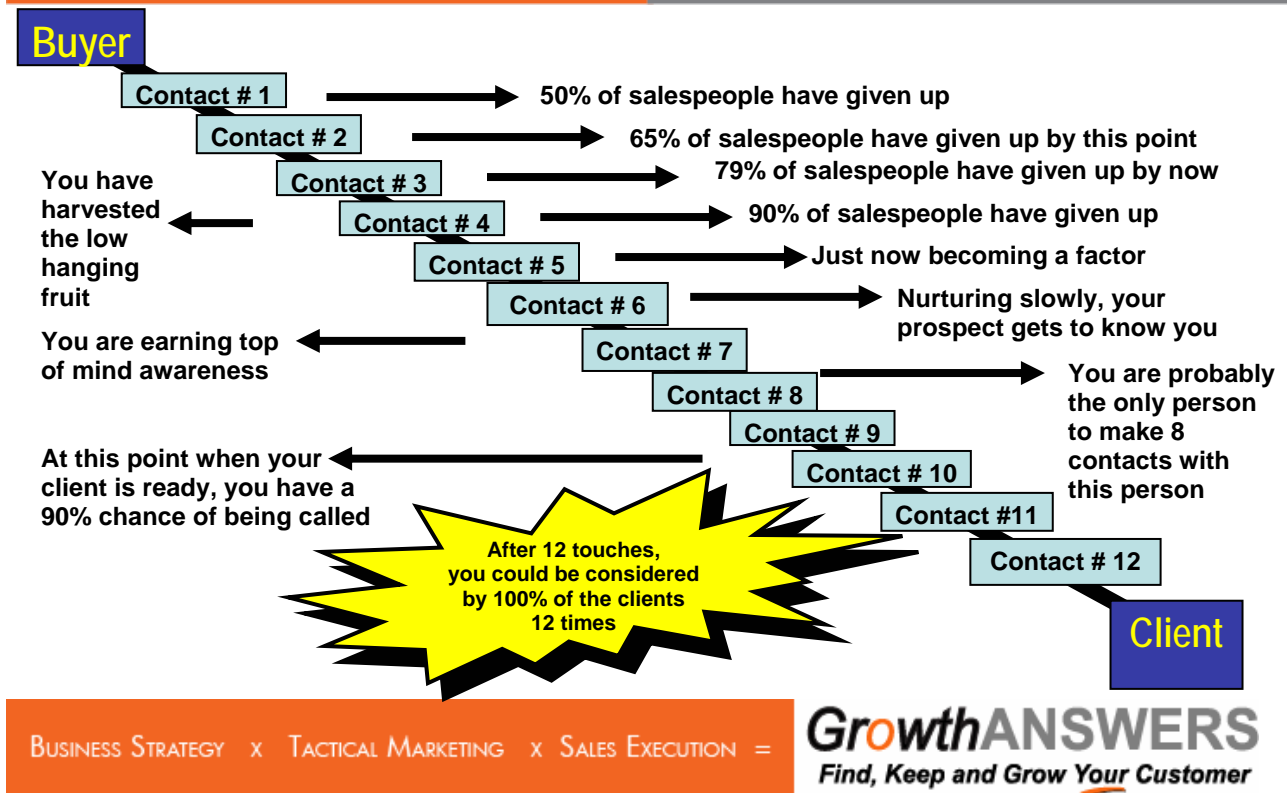 Buyer
Contact # 1
50% of salespeople have given up
Contact # 2
65% of salespeople have given up by this point
Contact # 3
79% of salespeople have given up by now
You have
harvested
the low
hanging
fruit
Contact # 4
90% of salespeople have given up
Contact # 5
Just now becoming a factor
Contact # 6
Nurturing slowly, your
prospect gets to know you
You are earning top
of mind awareness
Contact # 7
Contact # 8
You are probably
the only person
to make 8
contacts with
this person
Contact # 9
At this point when your
client is ready, you have a
90% chance of being called
Contact # 10
Contact #11
Contact # 12
After 12 touches,
you could be considered
by 100% of the clients
12 times
Client
BUSINESS STRATEGY x TACTICAL MARKETING x SALES EXECUTION =
GrowthANSWERS
Find, Keep and Grow Your Customer